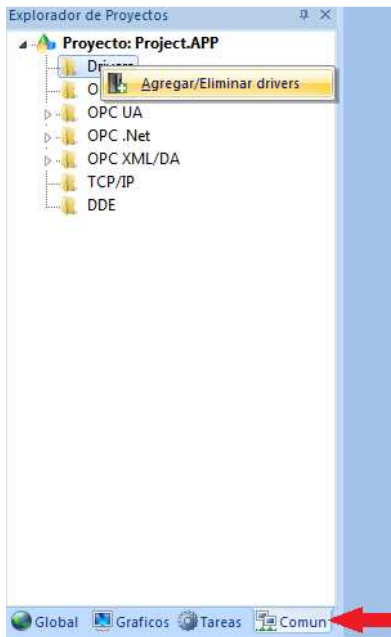 Explorador de Proyectos
Proyecto: Project.APP
Drivers
Agregar/Eliminar drivers
OPC UA
OPC .Net
OPC XML/DA
TCP/IP
DDE
Global Graficos Tareas Comun